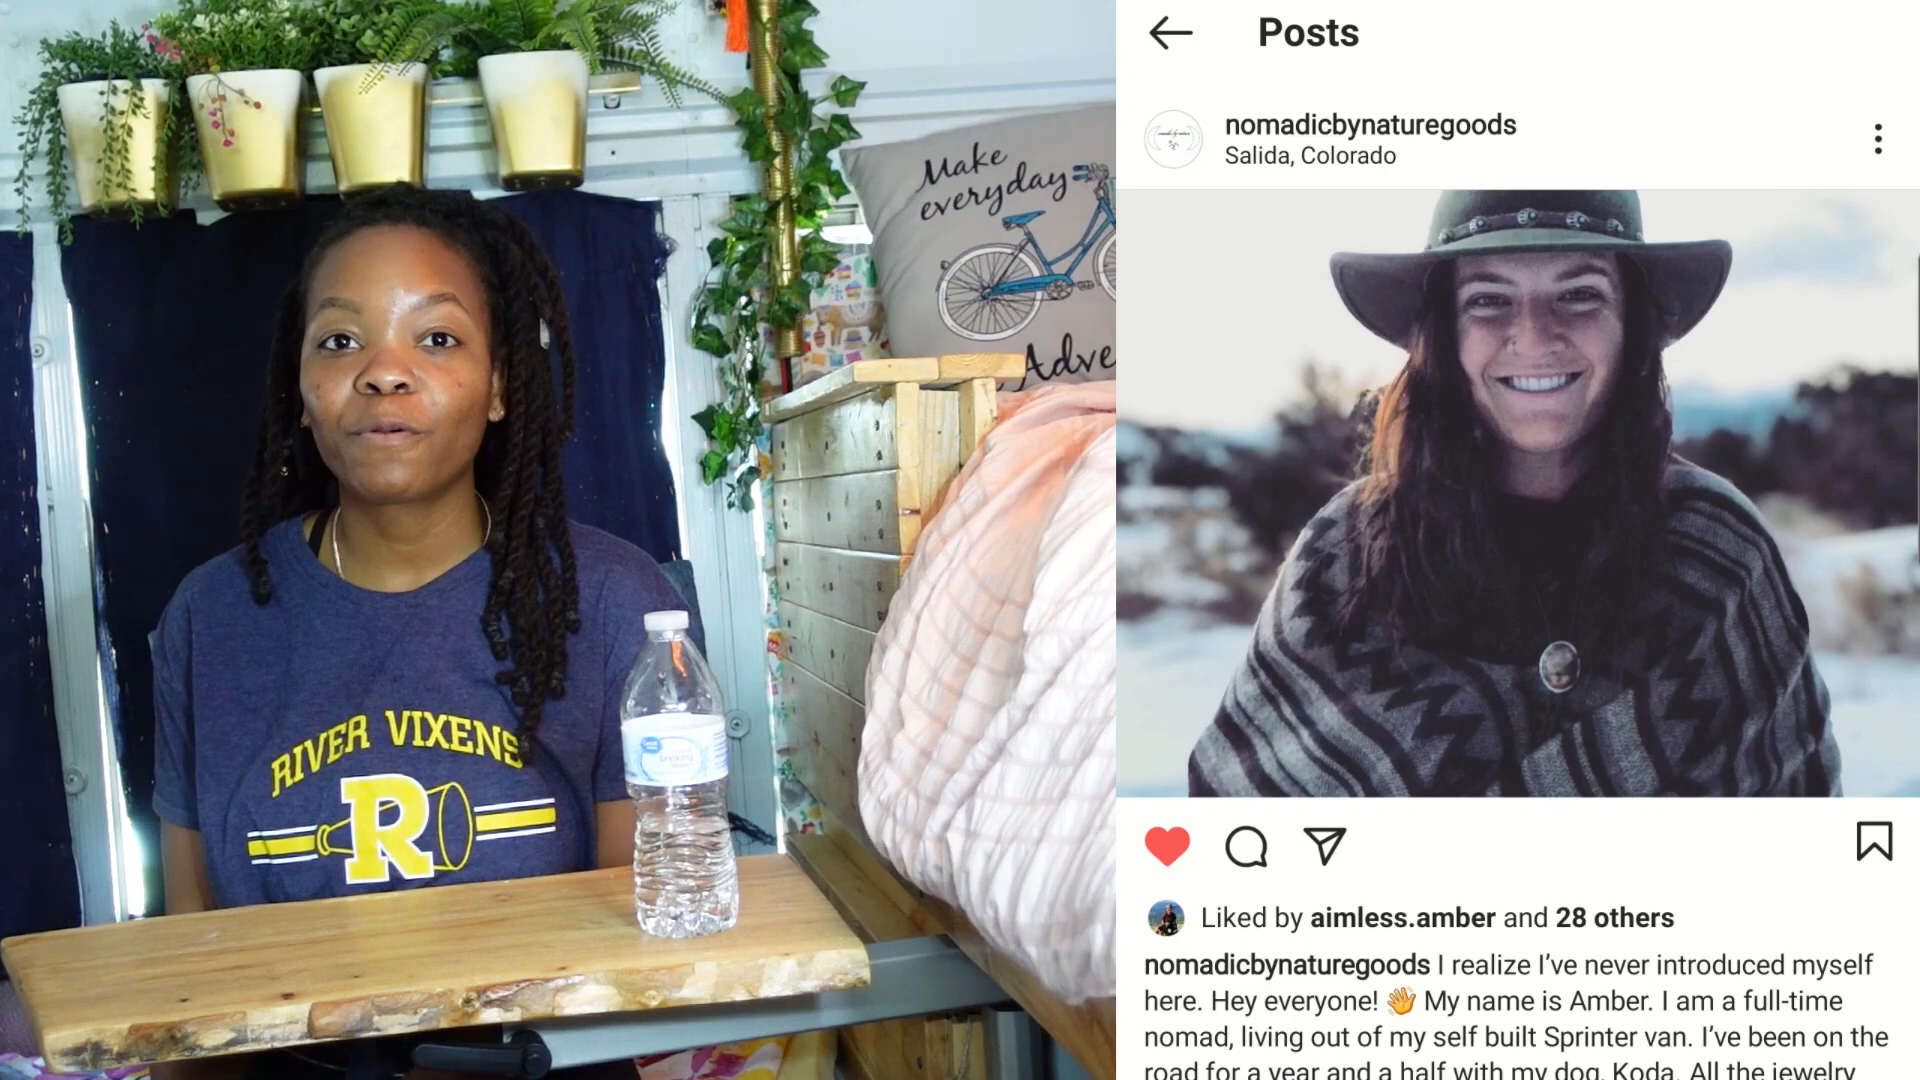 Make
everyday
Adve
RIVER VIXENS
R
Drinking
Posts
nomadicbynaturegoods
Salida, Colorado
Liked by aimless.amber and 28 others
nomadicbynaturegoods I realize I’ve never introduced myself
here. Hey everyone! 👋 My name is Amber. I am a full-time
nomad, living out of my self built Sprinter van. I’ve been on the
road for a year and a half with my dog, Koda. All the jewelry